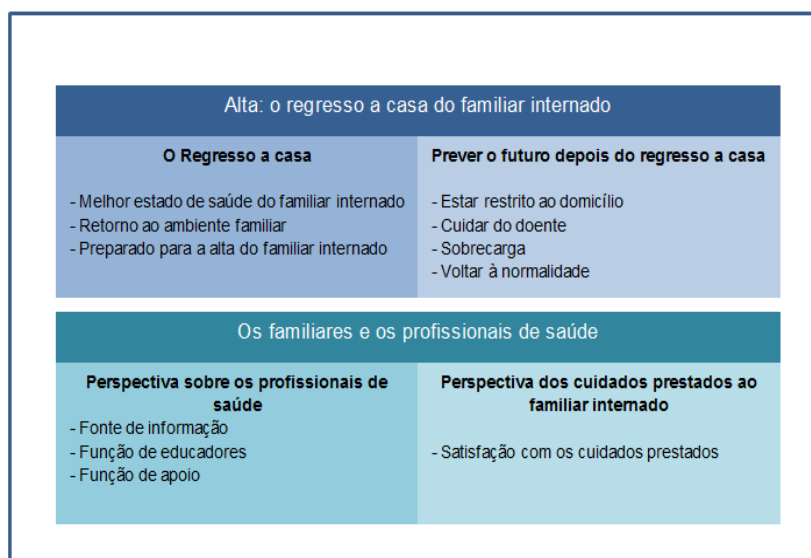 Alta: o regresso a casa do familiar internado
O Regresso a casa
- Melhor estado de saúde do familiar internado
- Retorno ao ambiente familiar
- Preparado para a alta do familiar internado
Prever o futuro depois do regresso a casa
- Estar restrito ao domicílio
- Cuidar do doente
- Sobrecarga
- Voltar à normalidade
Os familiares e os profissionais de saúde
Perspectiva sobre os profissionais de
saúde
- Fonte de informação
- Função de educadores
- Função de apoio
Perspectiva dos cuidados prestados ao
familiar internado
- Satisfação com os cuidados prestados